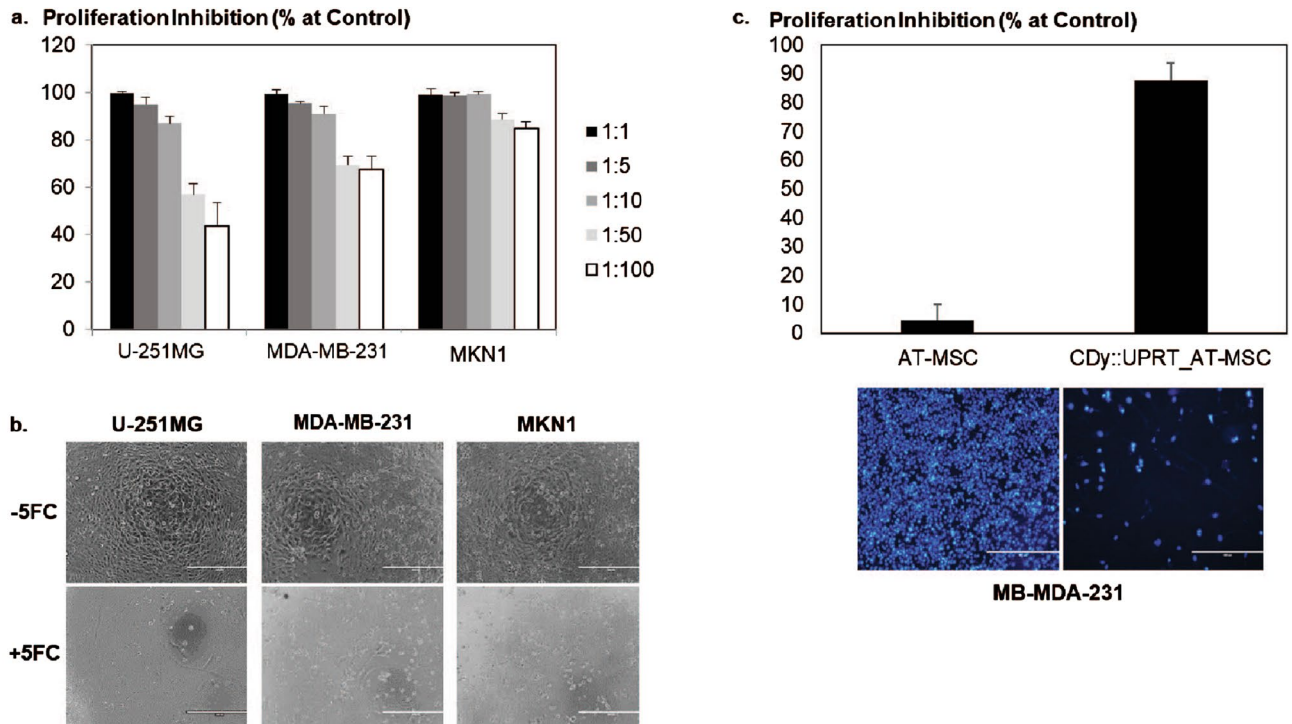 a. Proliferation Inhibition (% at Control)
120
100
80
60
40
20
0
U-251MG MDA-MB-231 MKN1
1:1
1:5
1:10
1:50
1:100
b.
U-251MG MDA-MB-231 MKN1
-5FC
+5FC
c. Proliferation Inhibition (% at Control)
100
90
80
70
60
50
40
30
20
10
0
AT-MSC CDy::UPRT_AT-MSC
MB-MDA-231